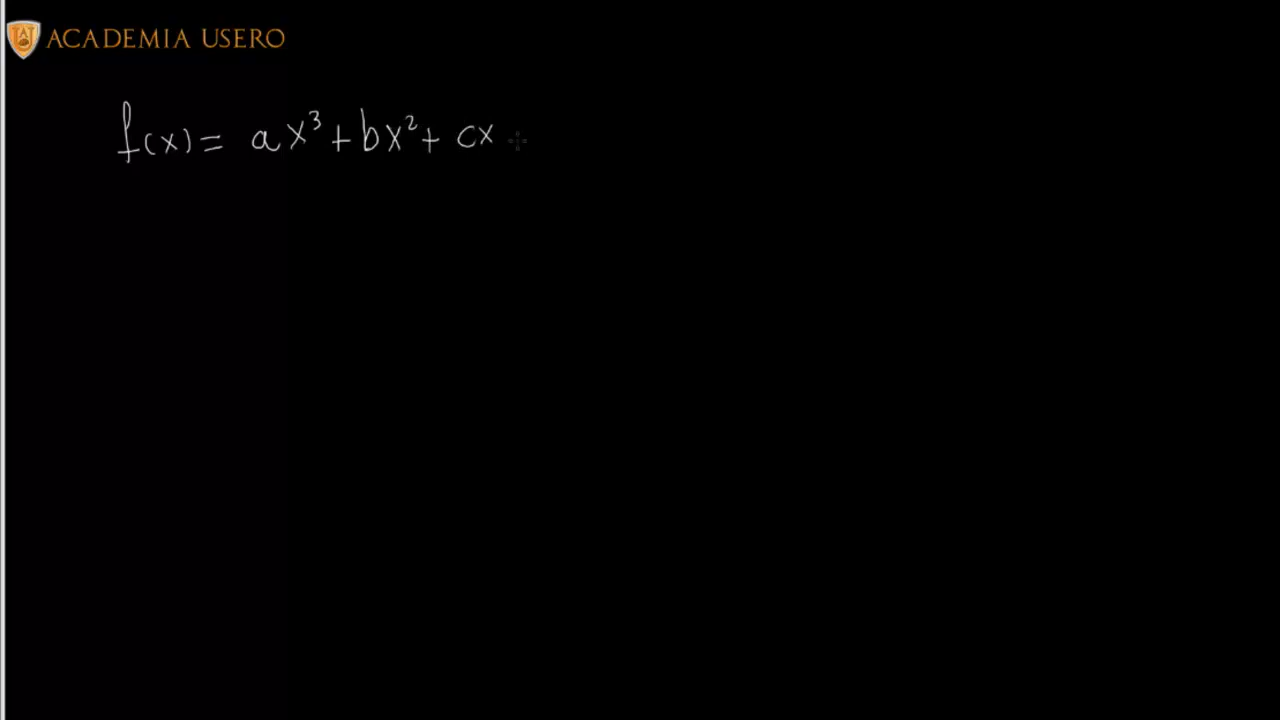 ACADEMIA USERO
f(x) = ax³ + bx² + cx